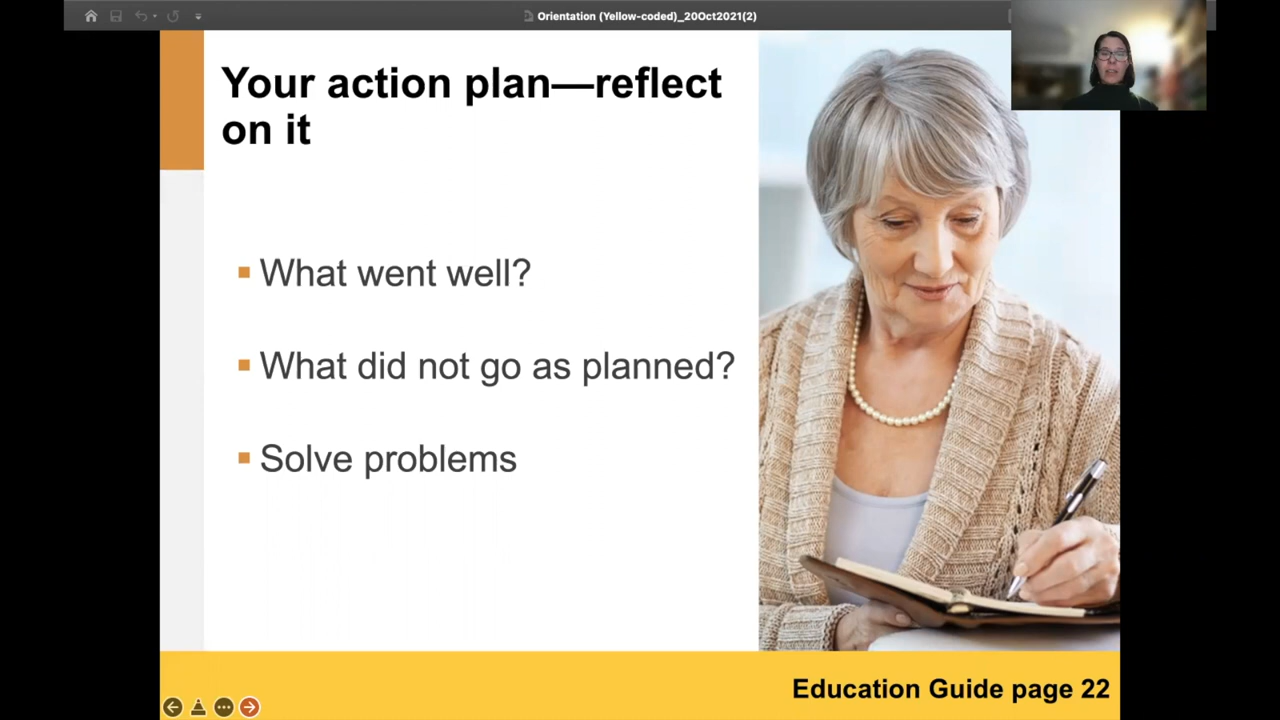 Orientation (Yellow-coded)_20Oct2021(2)
Your action plan—reflect
on it
What went well?
What did not go as planned?
Solve problems
Education Guide page 22